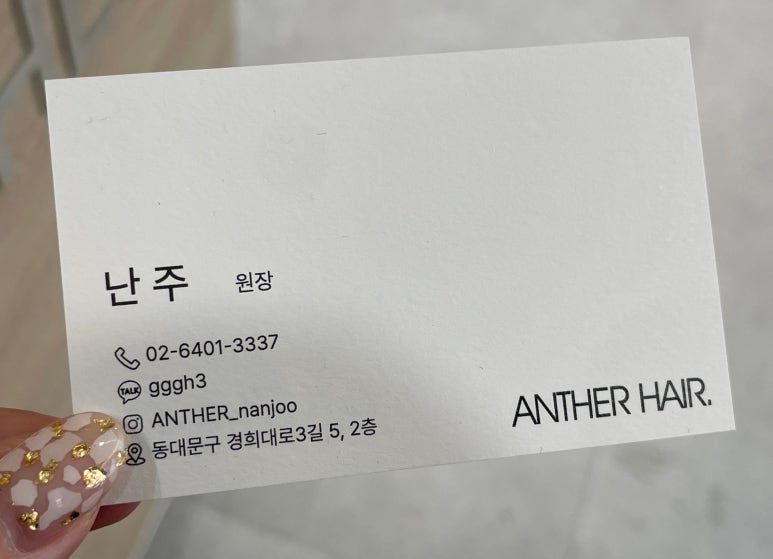 난주 원장
02-6401-3337
TALK gggh3
ANTHER_nanjoo
동대문구 경희대로3길 5, 2층
ANTHER HAIR.